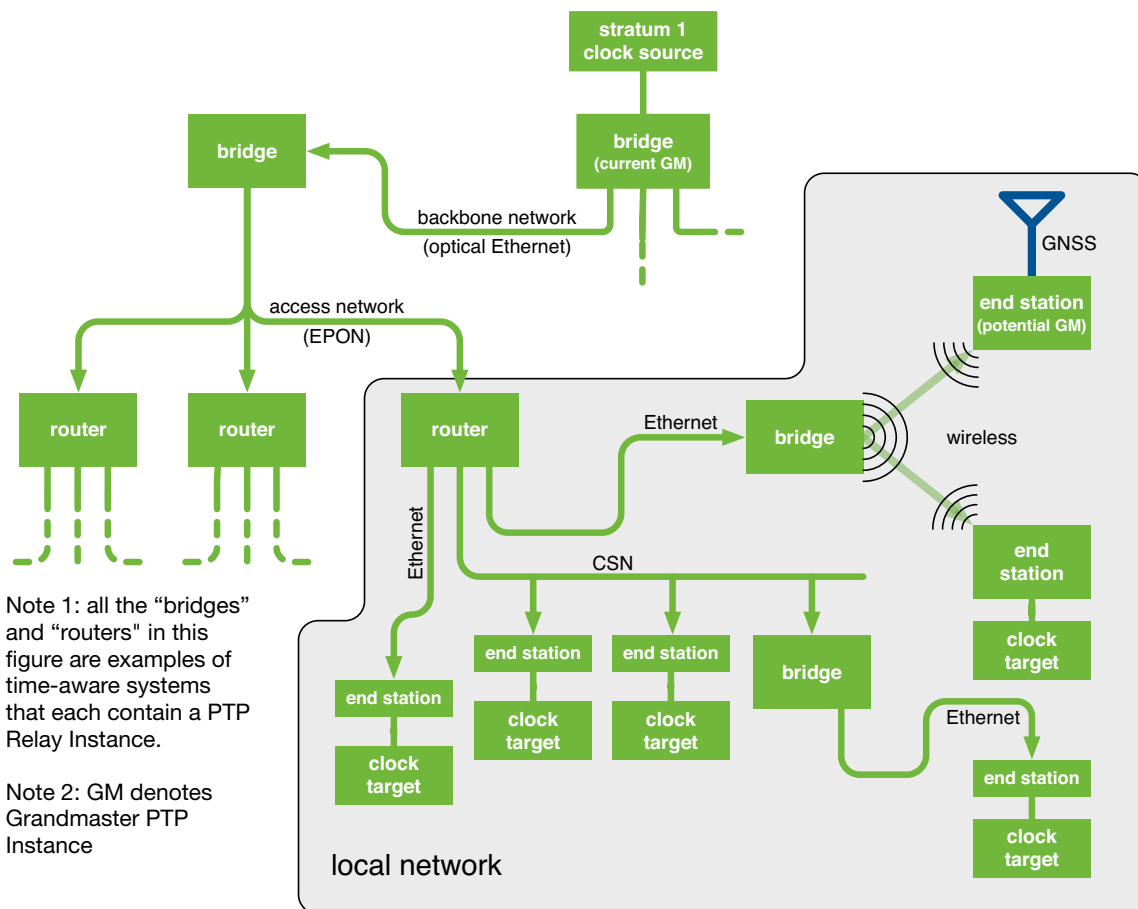 stratum 1
clock source
bridge
bridge
(current GM)
backbone network
(optical Ethernet)
GNSS
end station
(potential GM)
access network
(EPON)
router
router
router
Ethernet
bridge
wireless
Ethernet
CSN
end
station
clock
target
Note 1: all the “bridges”
and “routers" in this
figure are examples of
time-aware systems
that each contain a PTP
Relay Instance.
Note 2: GM denotes
Grandmaster PTP
Instance
end station
clock
target
end station
clock
target
end station
clock
target
bridge
Ethernet
end station
clock
target
local network